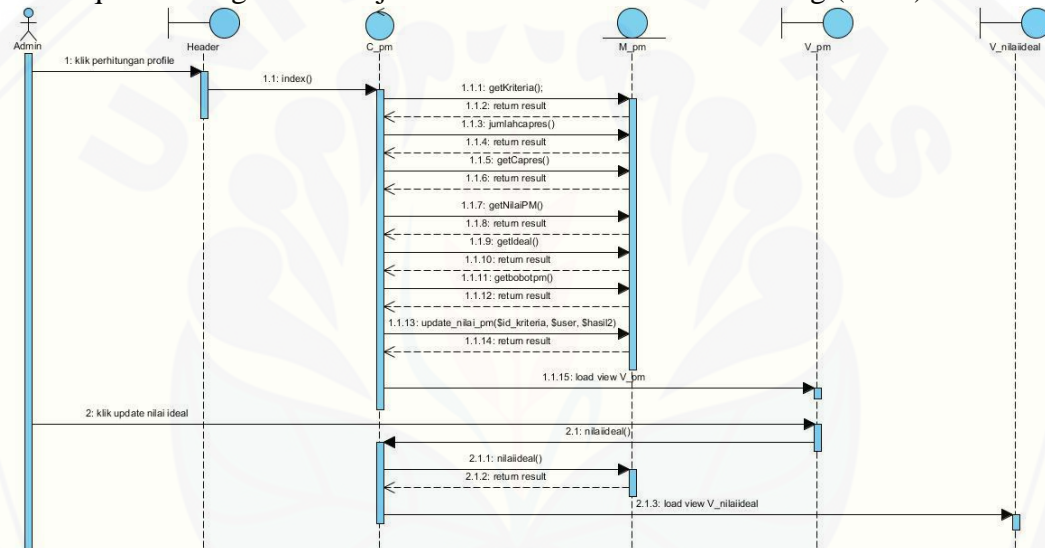 Admin
Header
C_pm
M_pm
V_pm
V_nilaiideal
1: klik perhitungan profile
1.1: index()
1.1.1: getKriteria();
1.1.2: return result
1.1.3: jumlahcapres()
1.1.4: return result
1.1.5: getCapres()
1.1.6: return result
1.1.7: getNilaiPM()
1.1.8: return result
1.1.9: getIdeal()
1.1.10: return result
1.1.11: getbobotpm()
1.1.12: return result
1.1.13: update_nilai_pm($id_kriteria, $user, $hasil2)
1.1.14: return result
1.1.15: load view V_pm
2: klik update nilai ideal
2.1: nilaiideal()
2.1.1: nilaiideal()
2.1.2: return result
2.1.3: load view V_nilaiideal